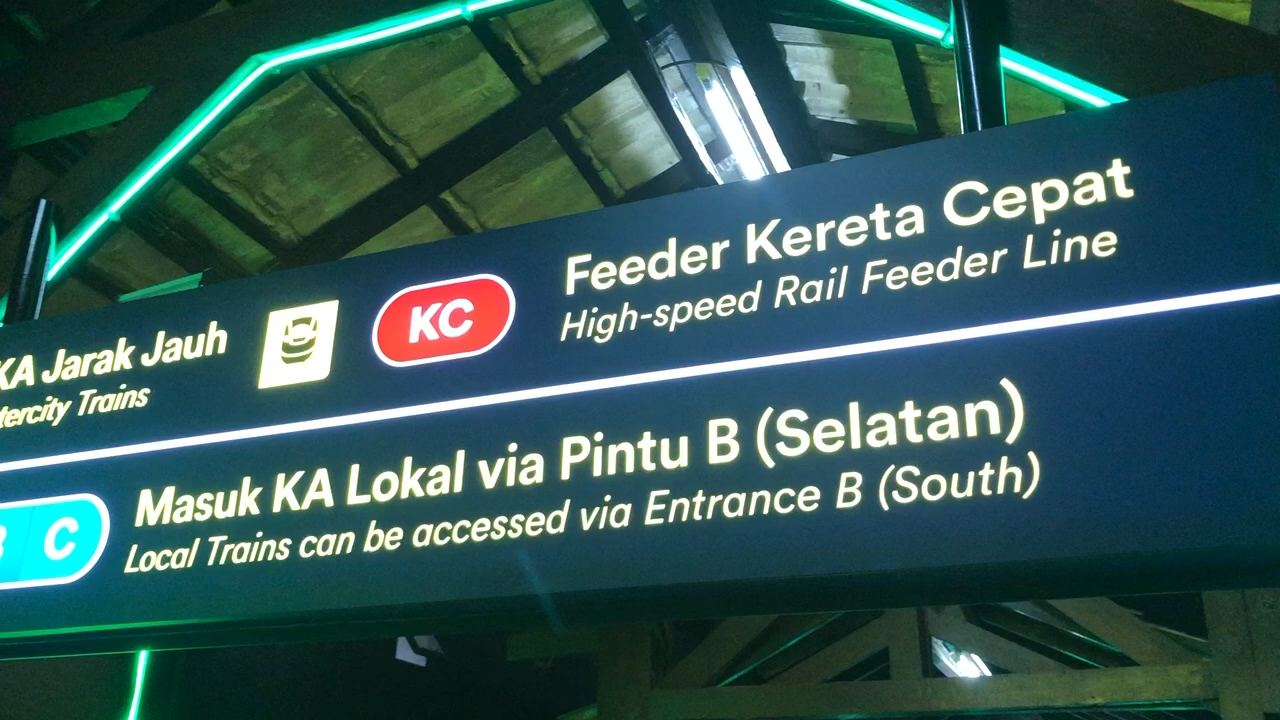 KA Jarak Jauh
Trains
KC
Feeder Kereta Cepat
High-speed Rail Feeder Line
C
Masuk KA Lokal via Pintu B (Selatan)
Local Trains can be accessed via Entrance B (South)